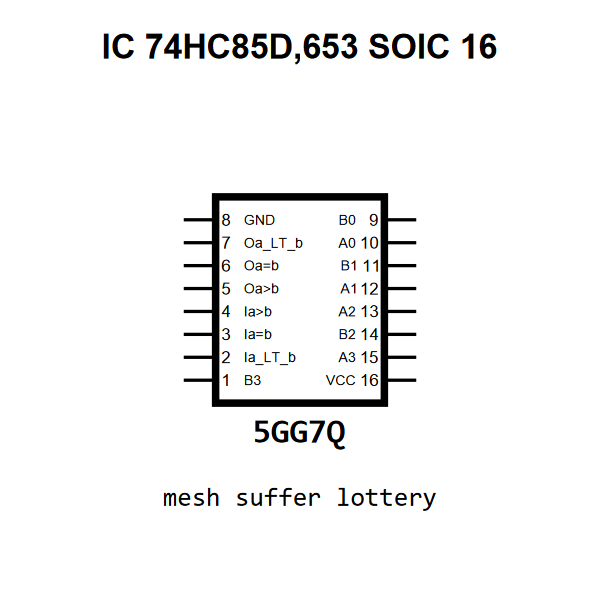 IC 74HC85D,653 SOIC 16
8 GND B0 9
7 Oa_LT_b A0 10
6 Oa=b B1 11
5 Oa>b A1 12
4 Ia>b A2 13
3 Ia=b B2 14
2 Ia_LT_b A3 15
1 B3 VCC 16
5GG7Q
mesh suffer lottery